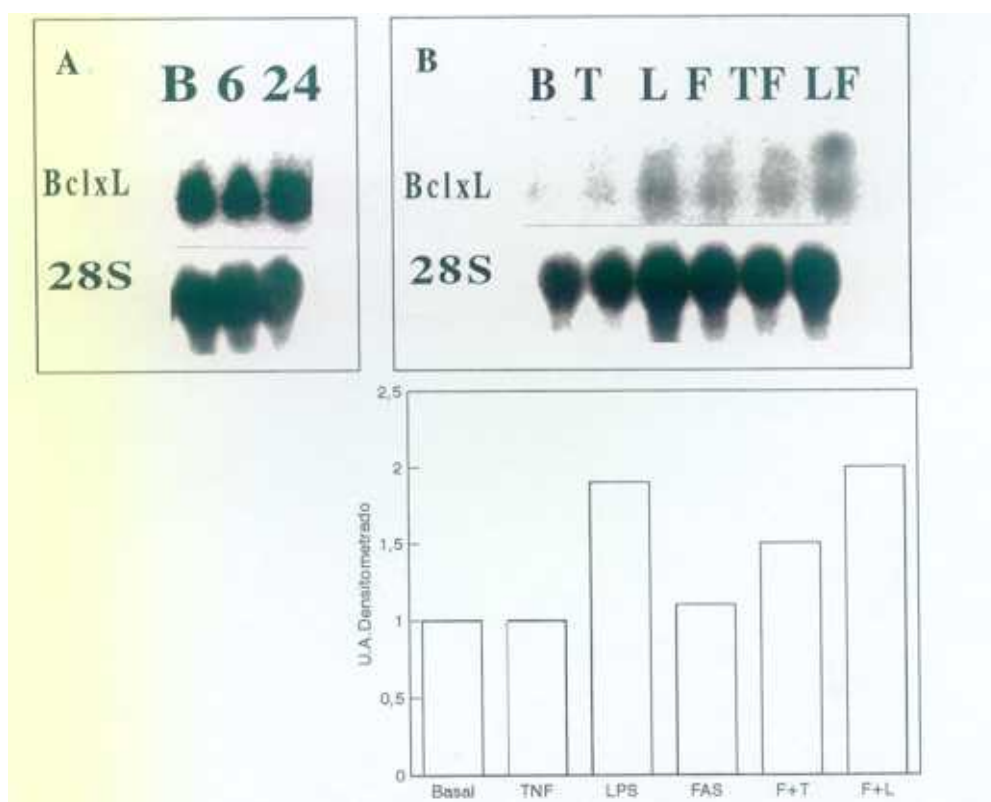 A
B 6 24
BclxL
28S
B
B T L F TF LF
BclxL
28S
2,5
2
1,5
1
0,5
0
U.A.Densitometrado
Basal TNF LPS FAS F+T F+L